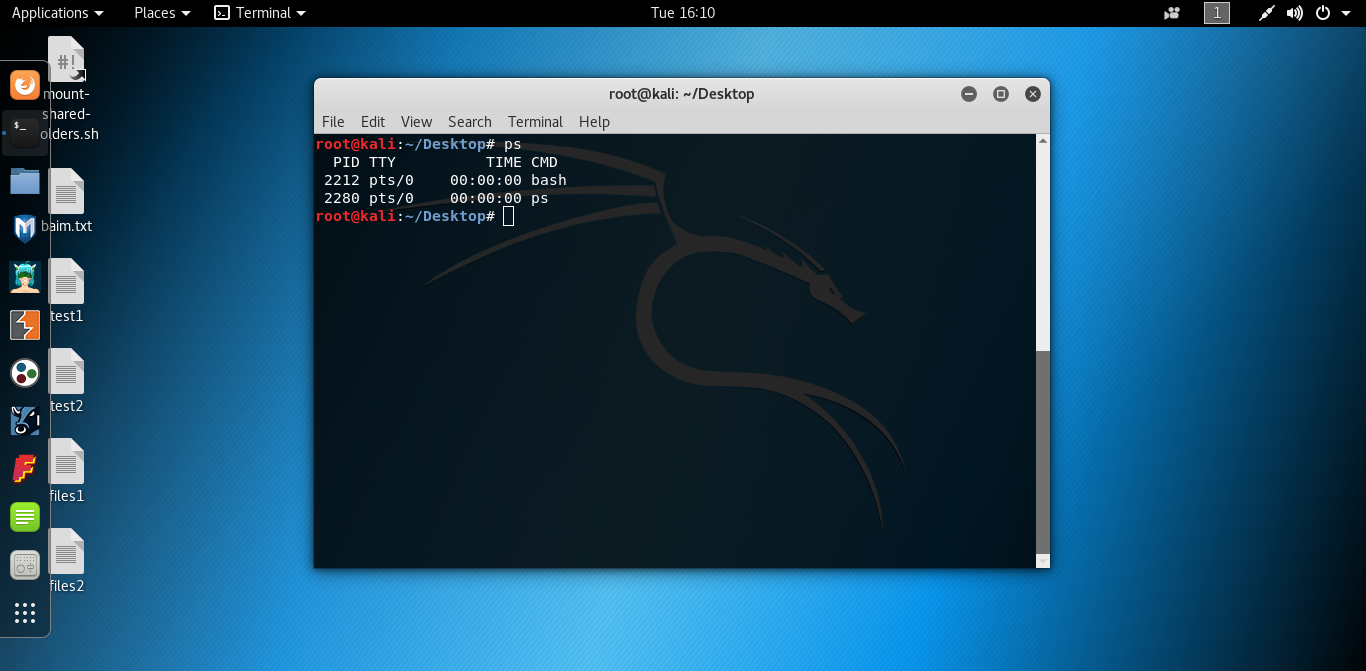 Applications
Places
Terminal
Tue 16:10
1
#!
mount-
shared-
olders.sh
baim.txt
test1
test2
files1
files2
$_
root@kali: ~/Desktop
File Edit View Search Terminal Help
root@kali:~/Desktop# ps
  PID TTY          TIME CMD
 2212 pts/0    00:00:00 bash
 2280 pts/0    00:00:00 ps
root@kali:~/Desktop#